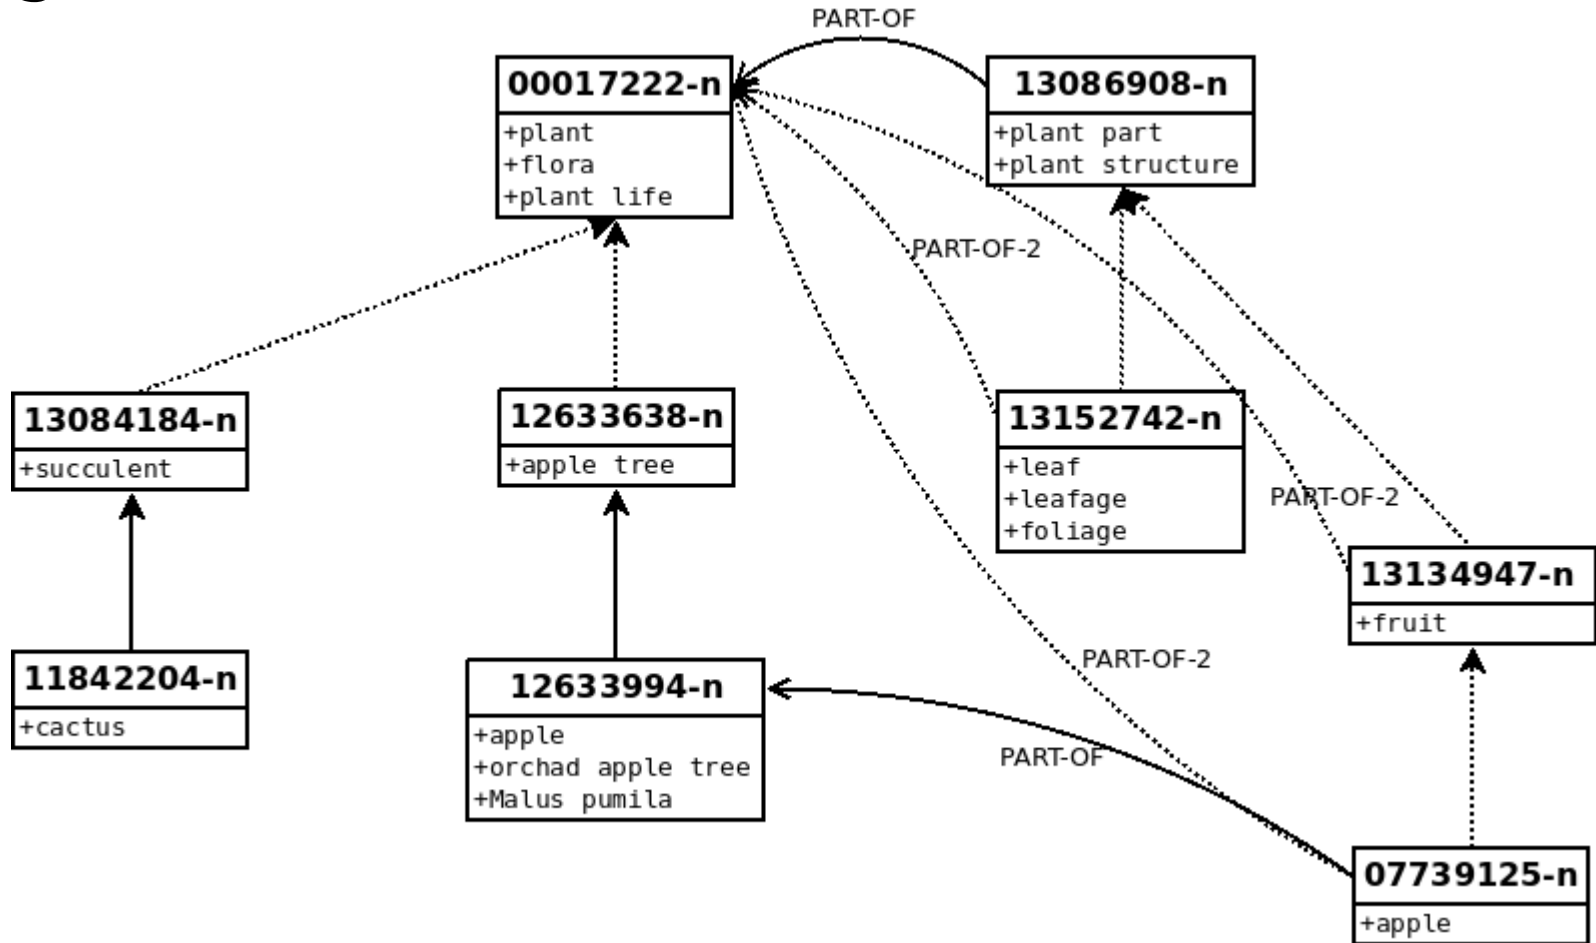 PART-OF
00017222-n
+plant
+flora
+plant life
13086908-n
+plant part
+plant structure
PART-OF-2
13084184-n
+succulent
12633638-n
+apple tree
13152742-n
+leaf
+leafage
+foliage
PART-OF-2
13134947-n
+fruit
11842204-n
+cactus
12633994-n
+apple
+orchad apple tree
+Malus pumila
PART-OF-2
PART-OF
07739125-n
+apple